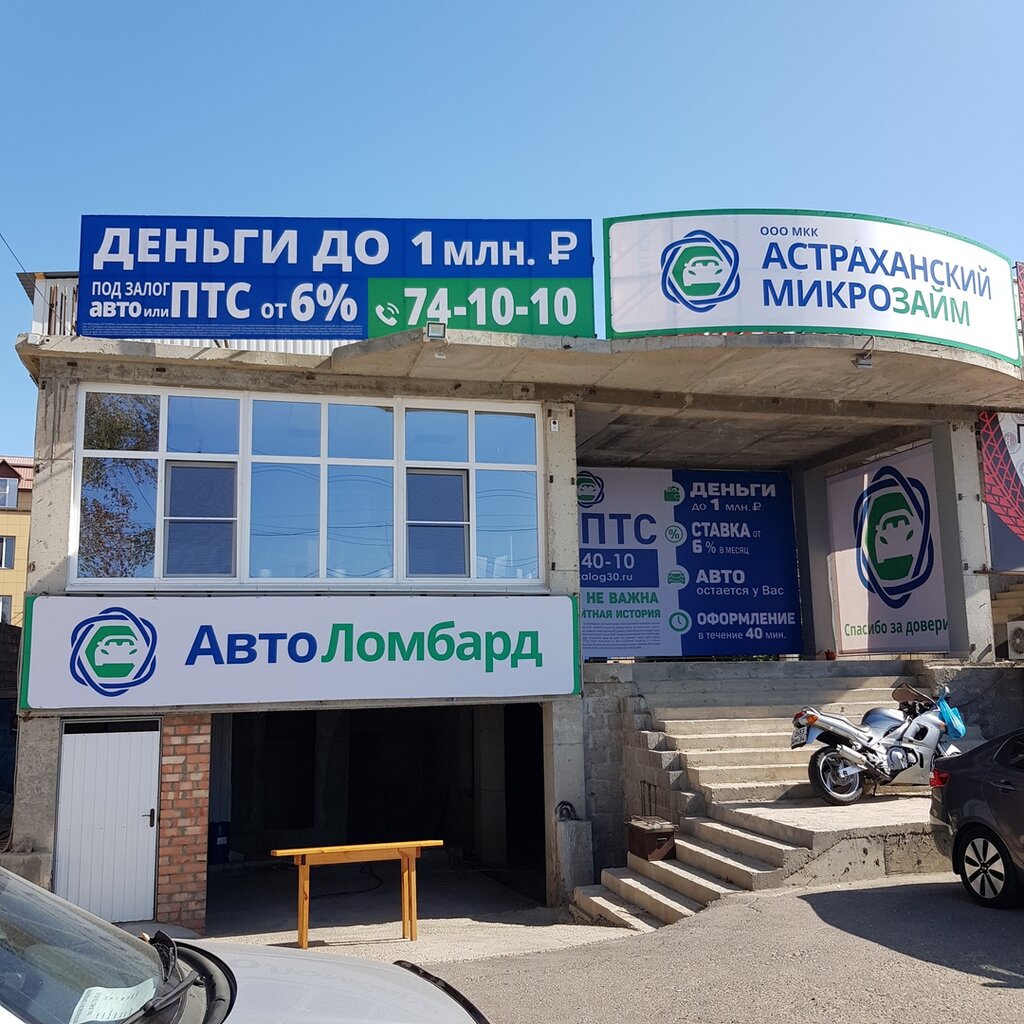 ДЕНЬГИ ДО 1 МЛН. ₽
ПОД ЗАЛОГ
авто или ПТС от 6%
74-10-10
ООО МКК
АСТРАХАНСКИЙ
МИКРОЗАЙМ
ПТС
40-10
alog30.ru
НЕ ВАЖНА
ИТНАЯ ИСТОРИЯ
ДЕНЬГИ
ДО 1 МЛН. ₽
СТАВКА ОТ
6 % В МЕСЯЦ
АВТО
остается у Вас
ОФОРМЛЕНИЕ
в течение 40 мин.
Спасибо за довери
АвтоЛомбард